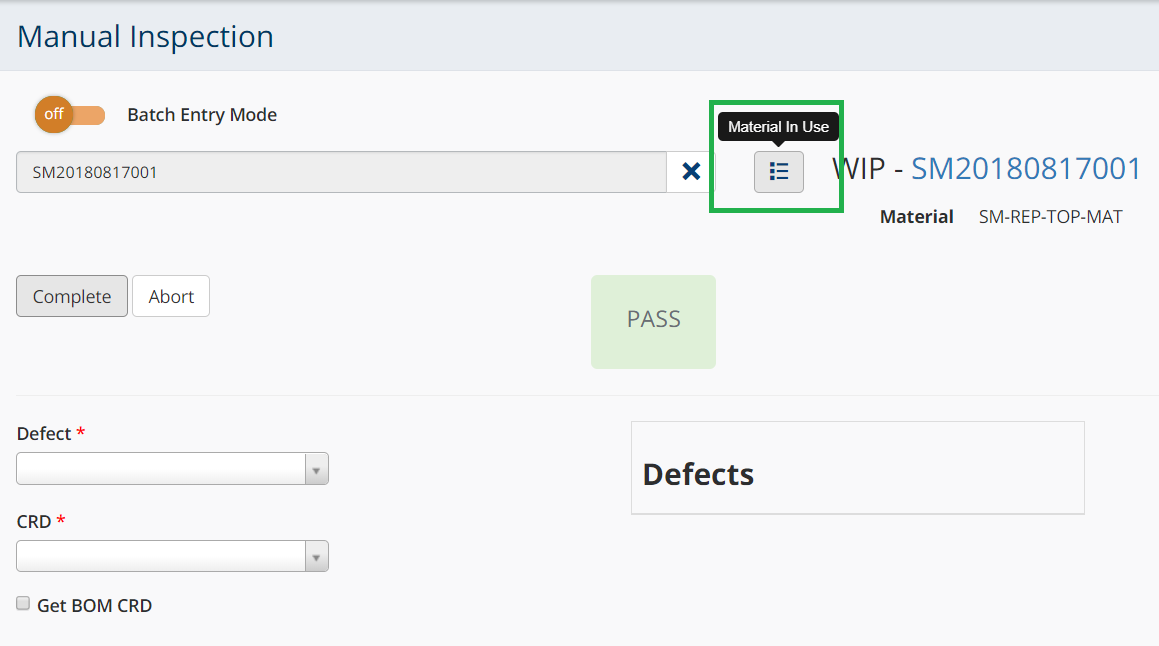 Manual Inspection
off
Batch Entry Mode
Material In Use
SM20180817001
WIP - SM20180817001
Material SM-REP-TOP-MAT
Complete
Abort
PASS
Defect *
Defects
CRD *
Get BOM CRD